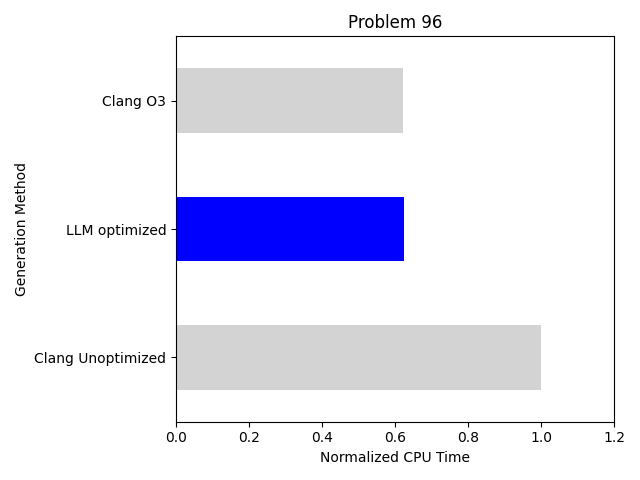 Problem 96
Generation Method
Clang O3
LLM optimized
Clang Unoptimized
0.0 0.2 0.4 0.6 0.8 1.0 1.2
Normalized CPU Time